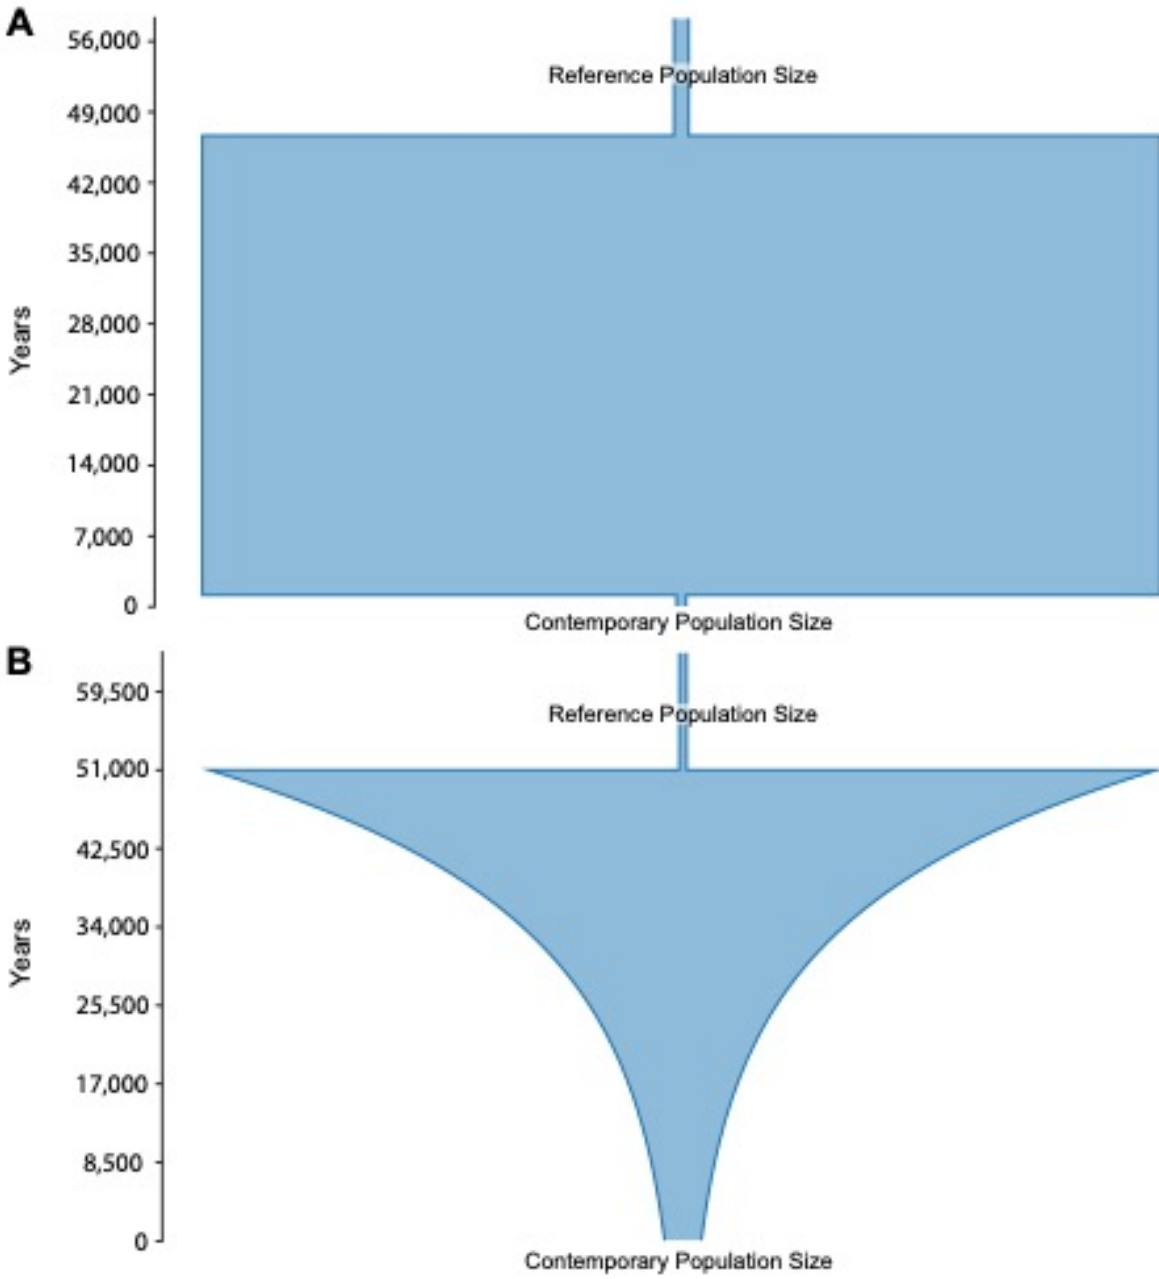 A
56,000
Reference Population Size
49,000
42,000
35,000
28,000
Years
21,000
14,000
7,000
0
Contemporary Population Size
B
59,500
Reference Population Size
51,000
42,500
34,000
Years
25,500
17,000
8,500
0
Contemporary Population Size